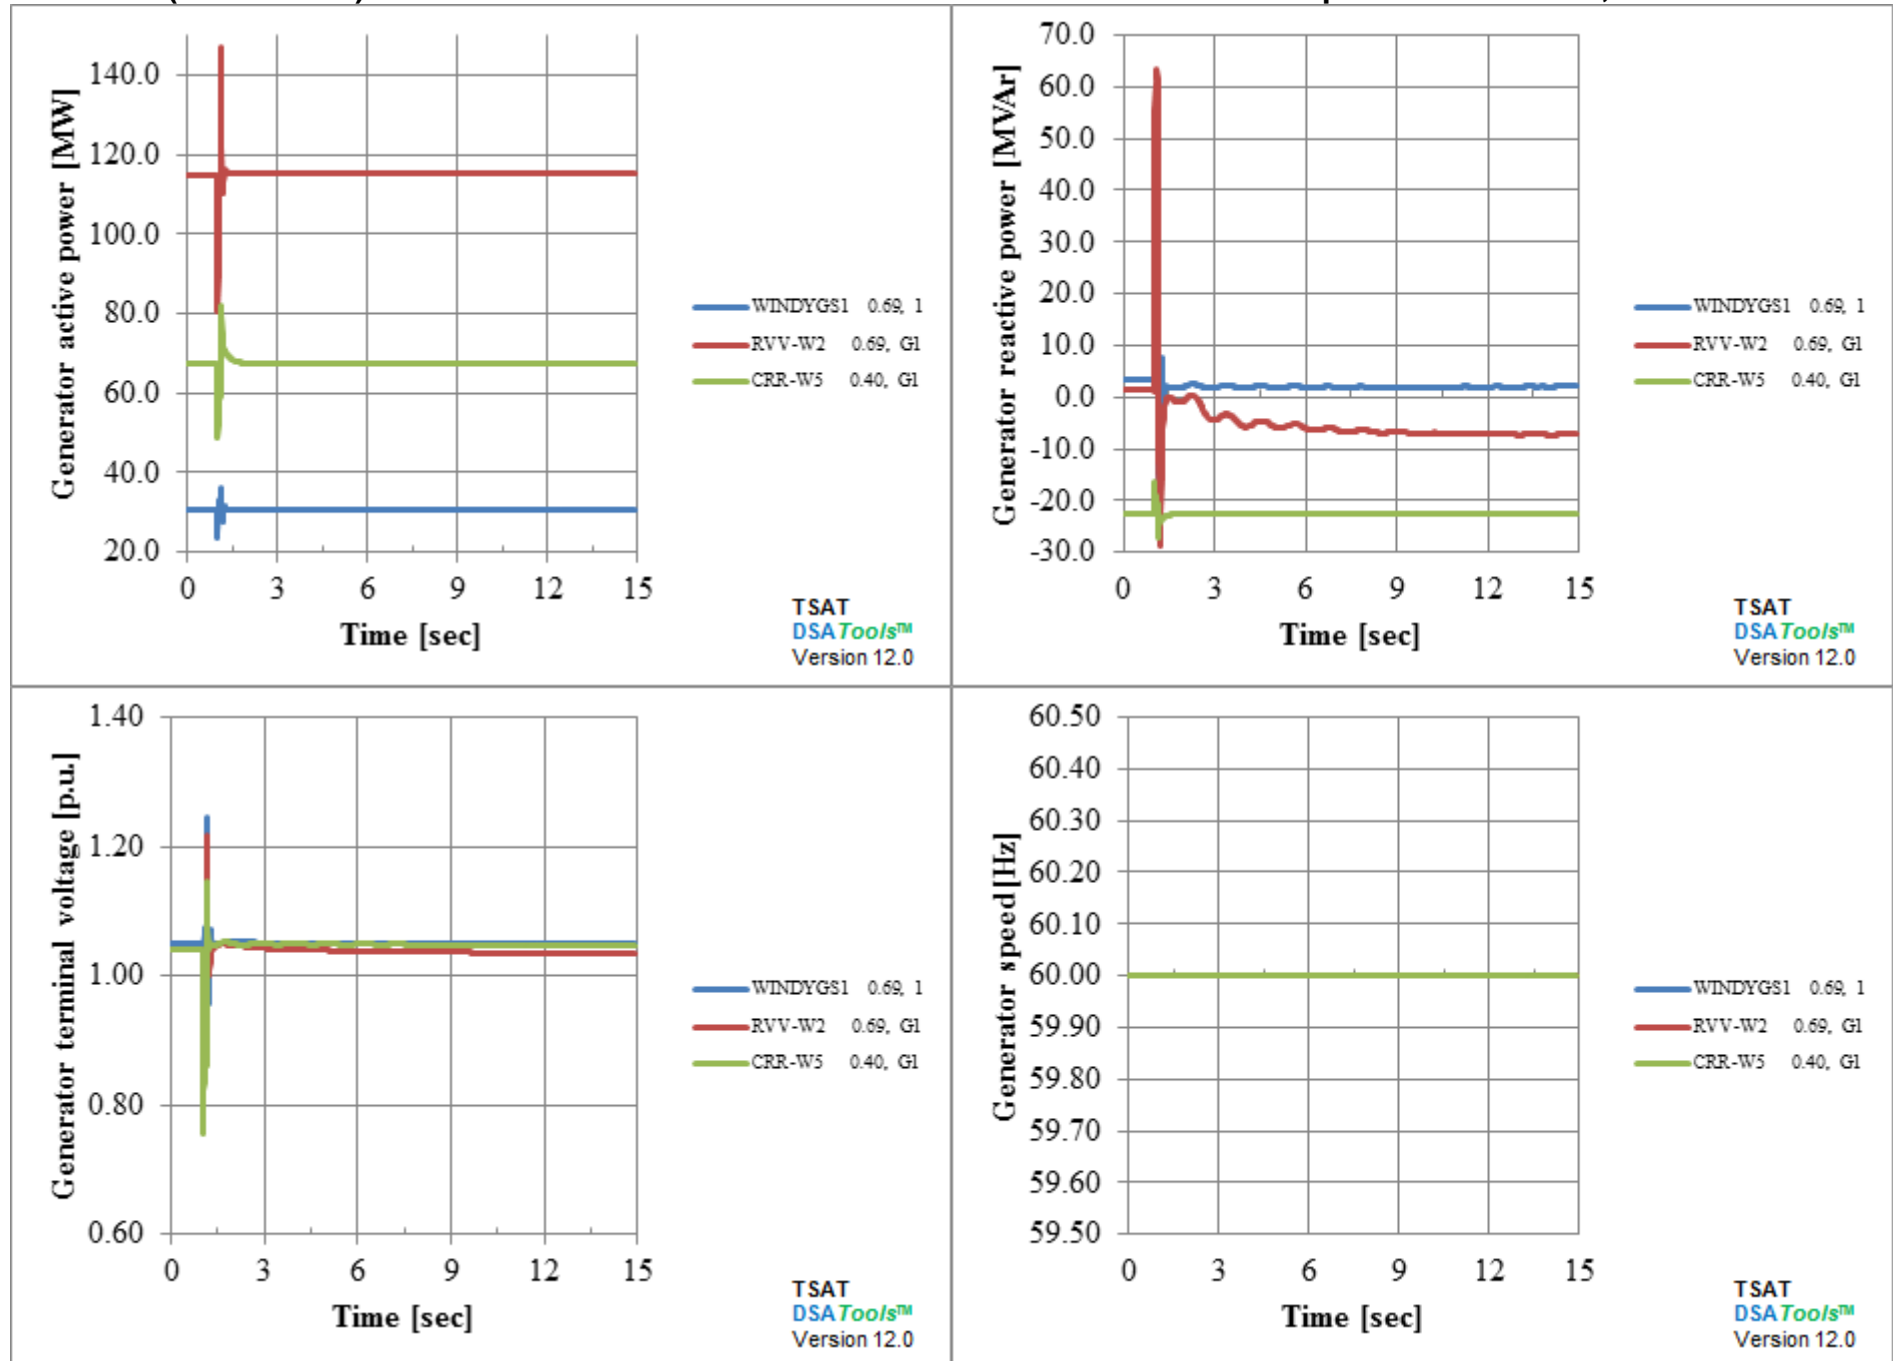 Generator active power [MW]
140.0
120.0
100.0
80.0
60.0
40.0
20.0
0 3 6 9 12 15
Time [sec]
WINDYGS1 0.69, 1
RVV-W2 0.69, G1
CRR-W5 0.40, G1
TSAT
DSATools™
Version 12.0
Generator reactive power [MVAr]
70.0
60.0
50.0
40.0
30.0
20.0
10.0
0.0
-10.0
-20.0
-30.0
0 3 6 9 12 15
Time [sec]
WINDYGS1 0.69, 1
RVV-W2 0.69, G1
CRR-W5 0.40, G1
TSAT
DSATools™
Version 12.0
Generator terminal voltage [p.u.]
1.40
1.20
1.00
0.80
0.60
0 3 6 9 12 15
Time [sec]
WINDYGS1 0.69, 1
RVV-W2 0.69, G1
CRR-W5 0.40, G1
TSAT
DSATools™
Version 12.0
Generator speed[Hz]
60.50
60.40
60.30
60.20
60.10
60.00
59.90
59.80
59.70
59.60
59.50
0 3 6 9 12 15
Time [sec]
WINDYGS1 0.69, 1
RVV-W2 0.69, G1
CRR-W5 0.40, G1
TSAT
DSATools™
Version 12.0